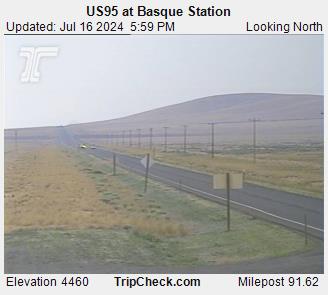 US95 at Basque Station
Updated: Jul 16 2024 5:59 PM Looking North
Elevation 4460 TripCheck.com Milepost 91.62